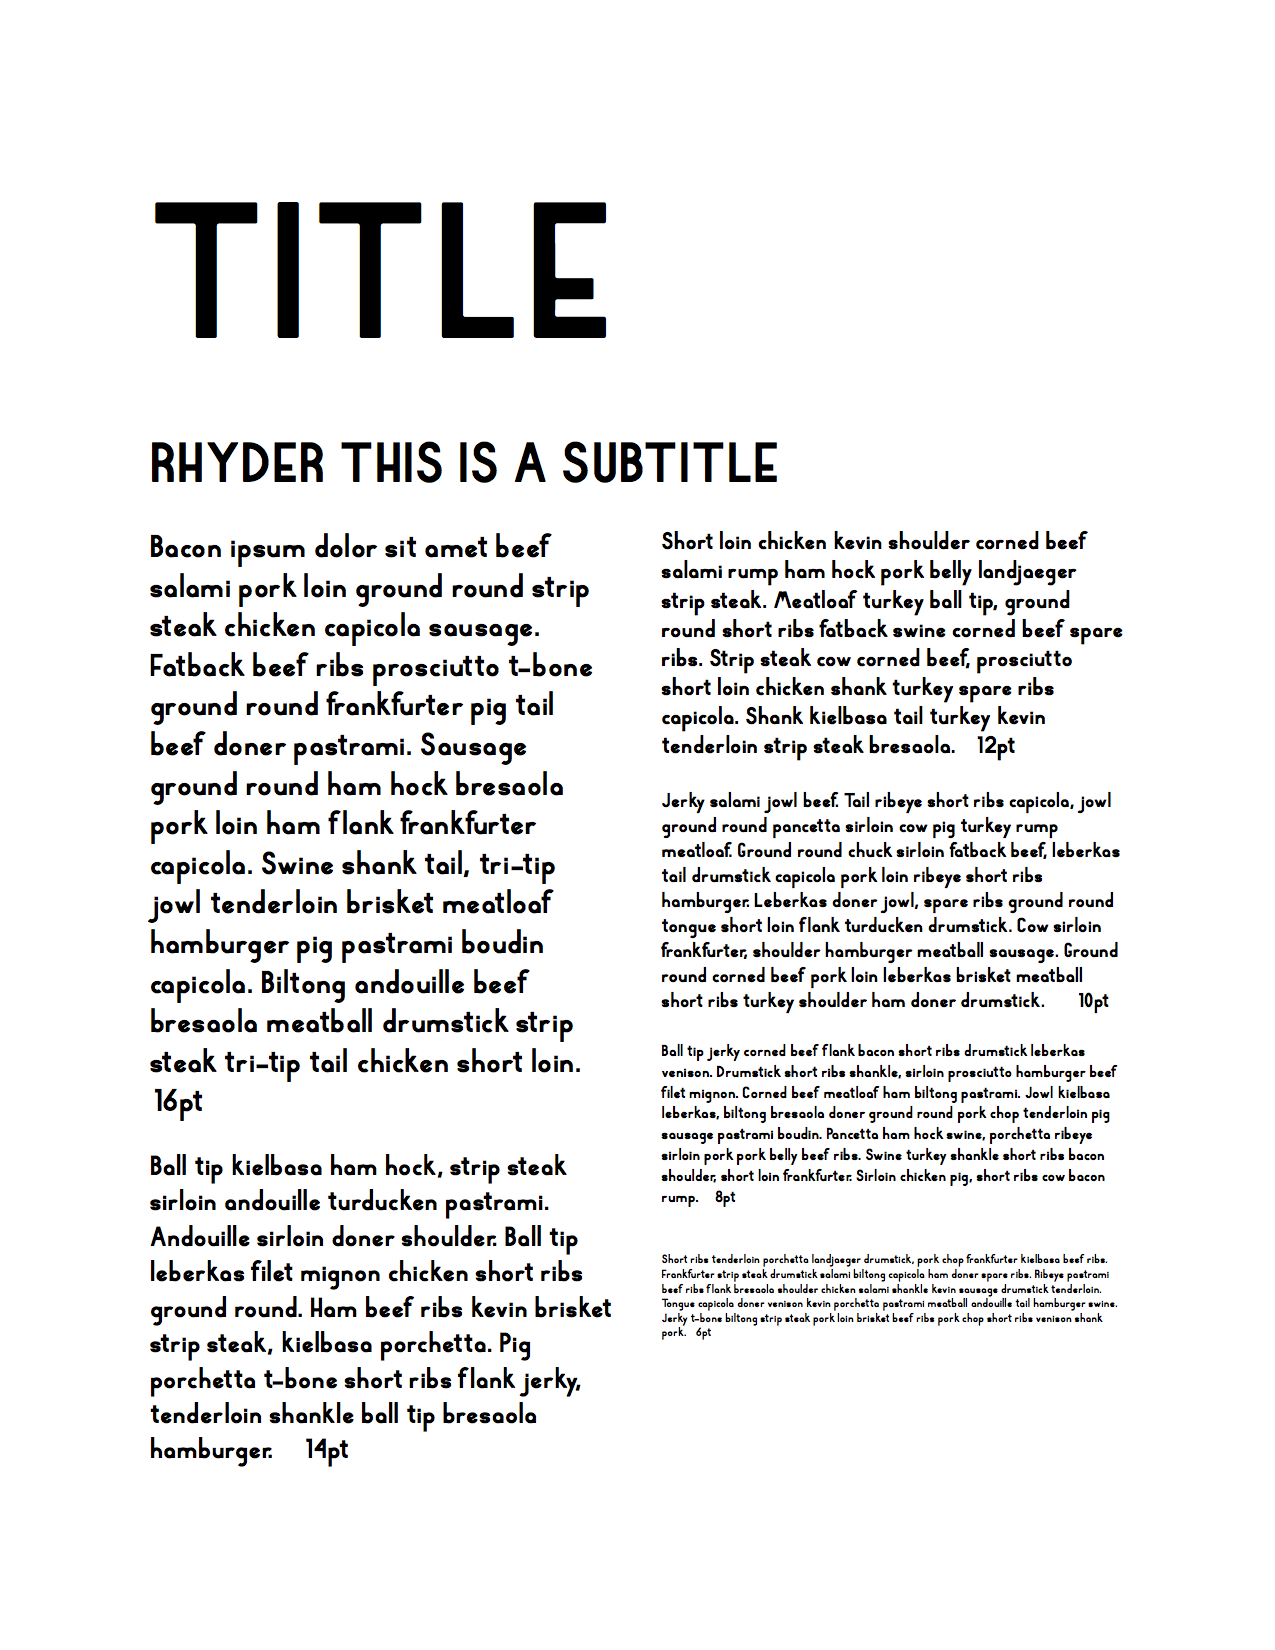 TITLE
RHYDER THIS IS A SUBTITLE
Bacon ipsum dolor sit amet beef
salami pork loin ground round strip
steak chicken capicola sausage.
Fatback beef ribs prosciutto t-bone
ground round frankfurter pig tail
beef doner pastrami. Sausage
ground round ham hock bresaola
pork loin ham flank frankfurter
capicola. Swine shank tail, tri-tip
jowl tenderloin brisket meatloaf
hamburger pig pastrami boudin
capicola. Biltong andouille beef
bresaola meatball drumstick strip
steak tri-tip tail chicken short loin.
16pt
Ball tip kielbasa ham hock, strip steak
sirloin andouille turducken pastrami.
Andouille sirloin doner shoulder. Ball tip
leberkas filet mignon chicken short ribs
ground round. Ham beef ribs kevin brisket
strip steak, kielbasa porchetta. Pig
porchetta t-bone short ribs flank jerky,
tenderloin shankle ball tip bresaola
hamburger. 14pt
Short loin chicken kevin shoulder corned beef
salami rump ham hock pork belly landjaeger
strip steak. Meatloaf turkey ball tip, ground
round short ribs fatback swine corned beef spare
ribs. Strip steak cow corned beef, prosciutto
short loin chicken shank turkey spare ribs
capicola. Shank kielbasa tail turkey kevin
tenderloin strip steak bresaola. 12pt
Jerky salami jowl beef. Tail ribeye short ribs capicola, jowl
ground round pancetta sirloin cow pig turkey rump
meatloaf. Ground round chuck sirloin fatback beef, leberkas
tail drumstick capicola pork loin ribeye short ribs
hamburger. Leberkas doner jowl, spare ribs ground round
tongue short loin flank turducken drumstick. Cow sirloin
frankfurter, shoulder hamburger meatball sausage. Ground
round corned beef pork loin leberkas brisket meatball
short ribs turkey shoulder ham doner drumstick. 10pt
Ball tip jerky corned beef flank bacon short ribs drumstick leberkas
venison. Drumstick short ribs shankle, sirloin prosciutto hamburger beef
filet mignon. Corned beef meatloaf ham biltong pastrami. Jowl kielbasa
leberkas, biltong bresaola doner ground round pork chop tenderloin pig
sausage pastrami boudin. Pancetta ham hock swine, porchetta ribeye
sirloin pork pork belly beef ribs. Swine turkey shankle short ribs bacon
shoulder, short loin frankfurter. Sirloin chicken pig, short ribs cow bacon
rump. 8pt
Short ribs tenderloin porchetta landjaeger drumstick, pork chop frankfurter kielbasa beef ribs.
Frankfurter strip steak drumstick salami biltong capicola ham doner spare ribs. Ribeye pastrami
beef ribs flank bresaola shoulder chicken salami shankle kevin sausage drumstick tenderloin.
Tongue capicola doner venison kevin porchetta pastrami meatball andouille tail hamburger swine.
Jerky t-bone biltong strip steak pork loin brisket beef ribs pork chop short ribs venison shank
pork. 6pt